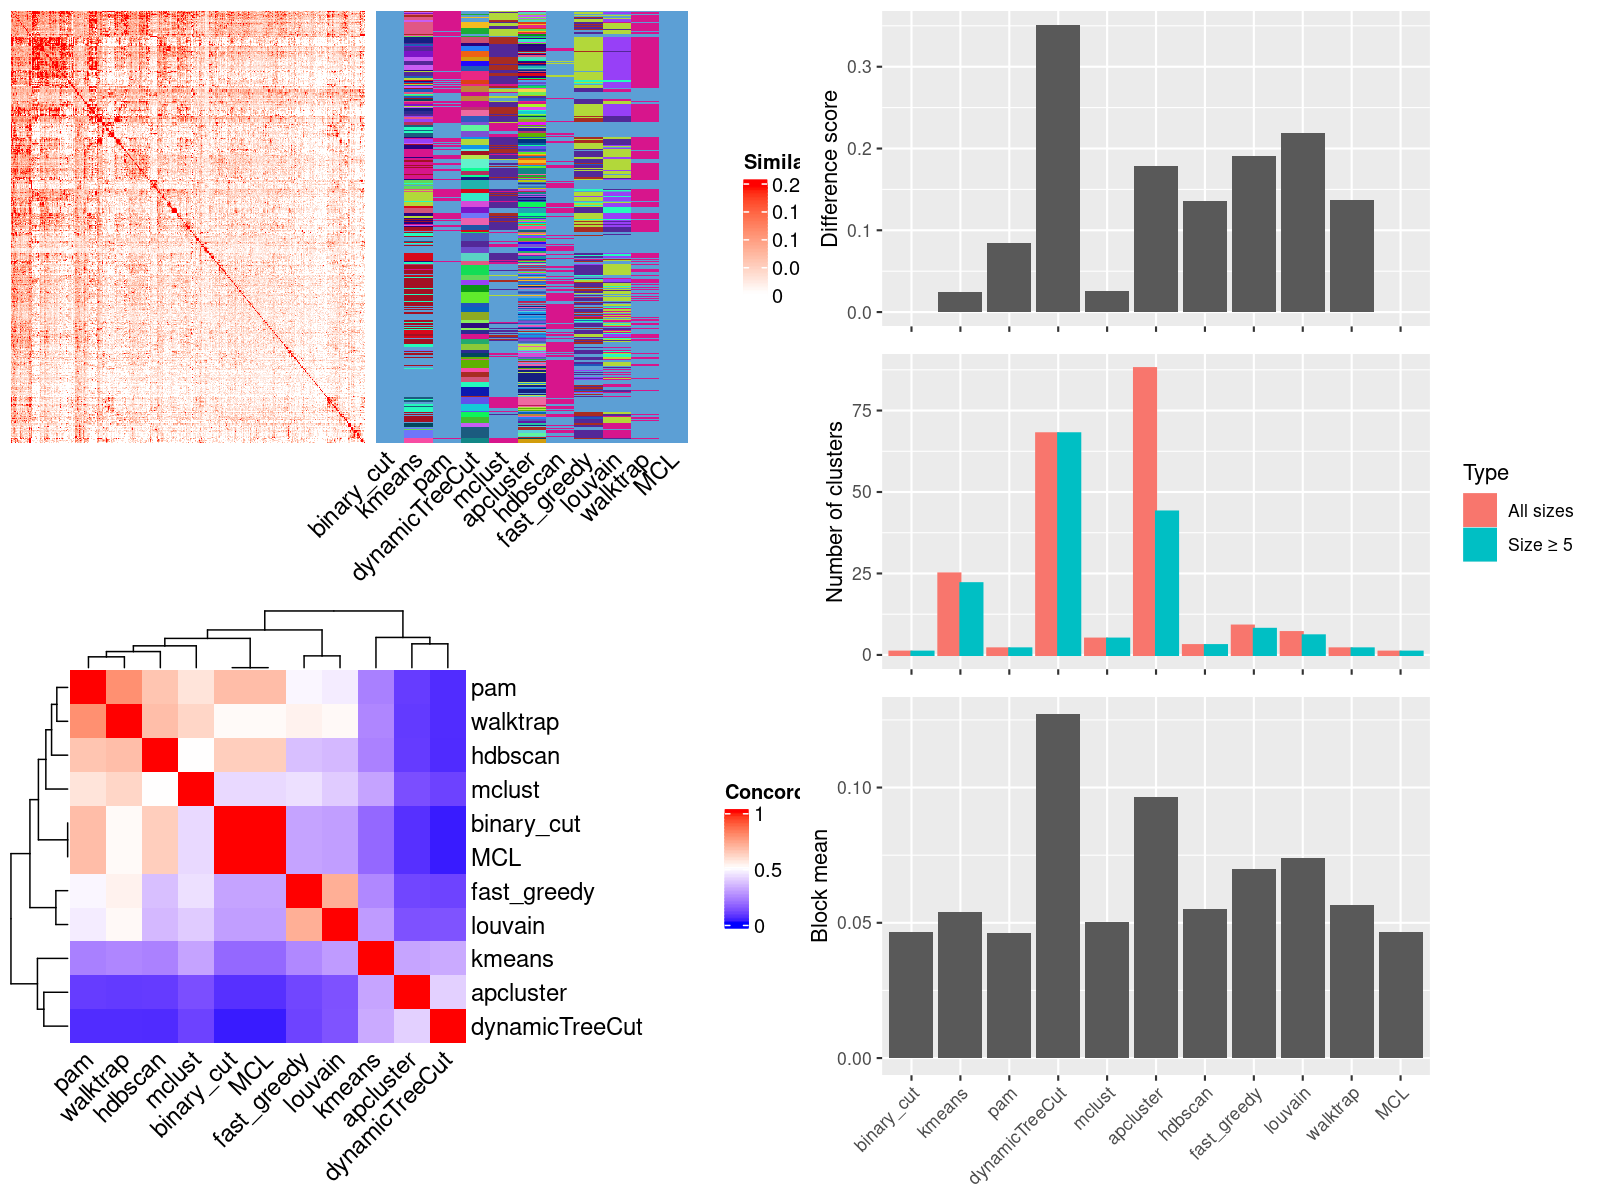 Simila
0.2
0.1
0.1
0.0
0
binary_cut
kmeans
pam
dynamicTreeCut
mclust
apcluster
hdbscan
fast_greedy
louvain
walktrap
MCL
pam
walktrap
hdbscan
mclust
binary_cut
MCL
fast_greedy
louvain
kmeans
apcluster
dynamicTreeCut
pam
walktrap
hdbscan
mclust
binary_cut
MCL
fast_greedy
louvain
kmeans
apcluster
dynamicTreeCut
Concord
1
0.5
0
Difference score
0.3
0.2
0.1
0.0
Number of clusters
75
50
25
0
Type
All sizes
Size ≥ 5
Block mean
0.10
0.05
0.00
binary_cut
kmeans
pam
dynamicTreeCut
mclust
apcluster
hdbscan
fast_greedy
louvain
walktrap
MCL